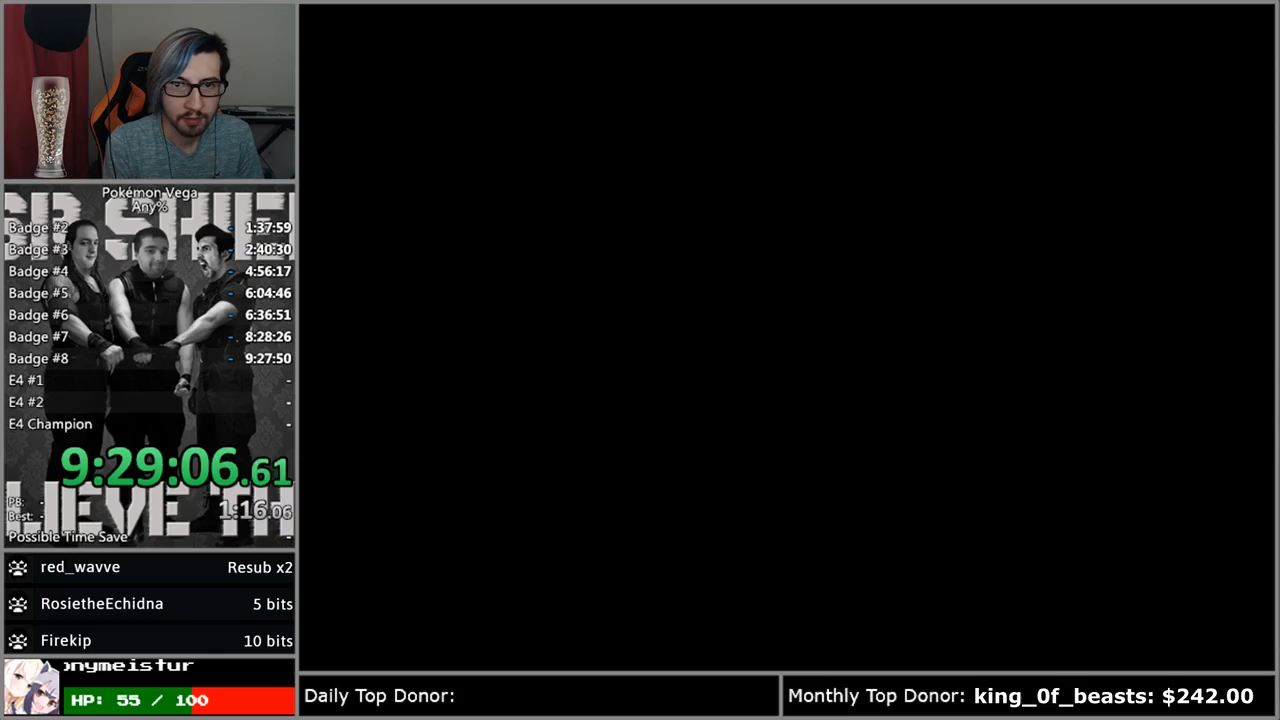 Pokémon Vega
Any%
Badge #2 - 1:37:59
Badge #3 - 2:40:30
Badge #4 - 4:56:17
Badge #5 - 6:04:46
Badge #6 - 6:36:51
Badge #7 - 8:28:26
Badge #8 - 9:27:50
E4 #1 -
E4 #2 -
E4 Champion -
9:29:06.61
PB: -
Best: -
1:16.06
LIEVE TH
Possible Time Save -
red_wavve Resub x2
RosietheEchidna 5 bits
Firekip 10 bits
onymeistur
HP: 55 / 100
Daily Top Donor:
Monthly Top Donor: king_0f_beasts: $242.00